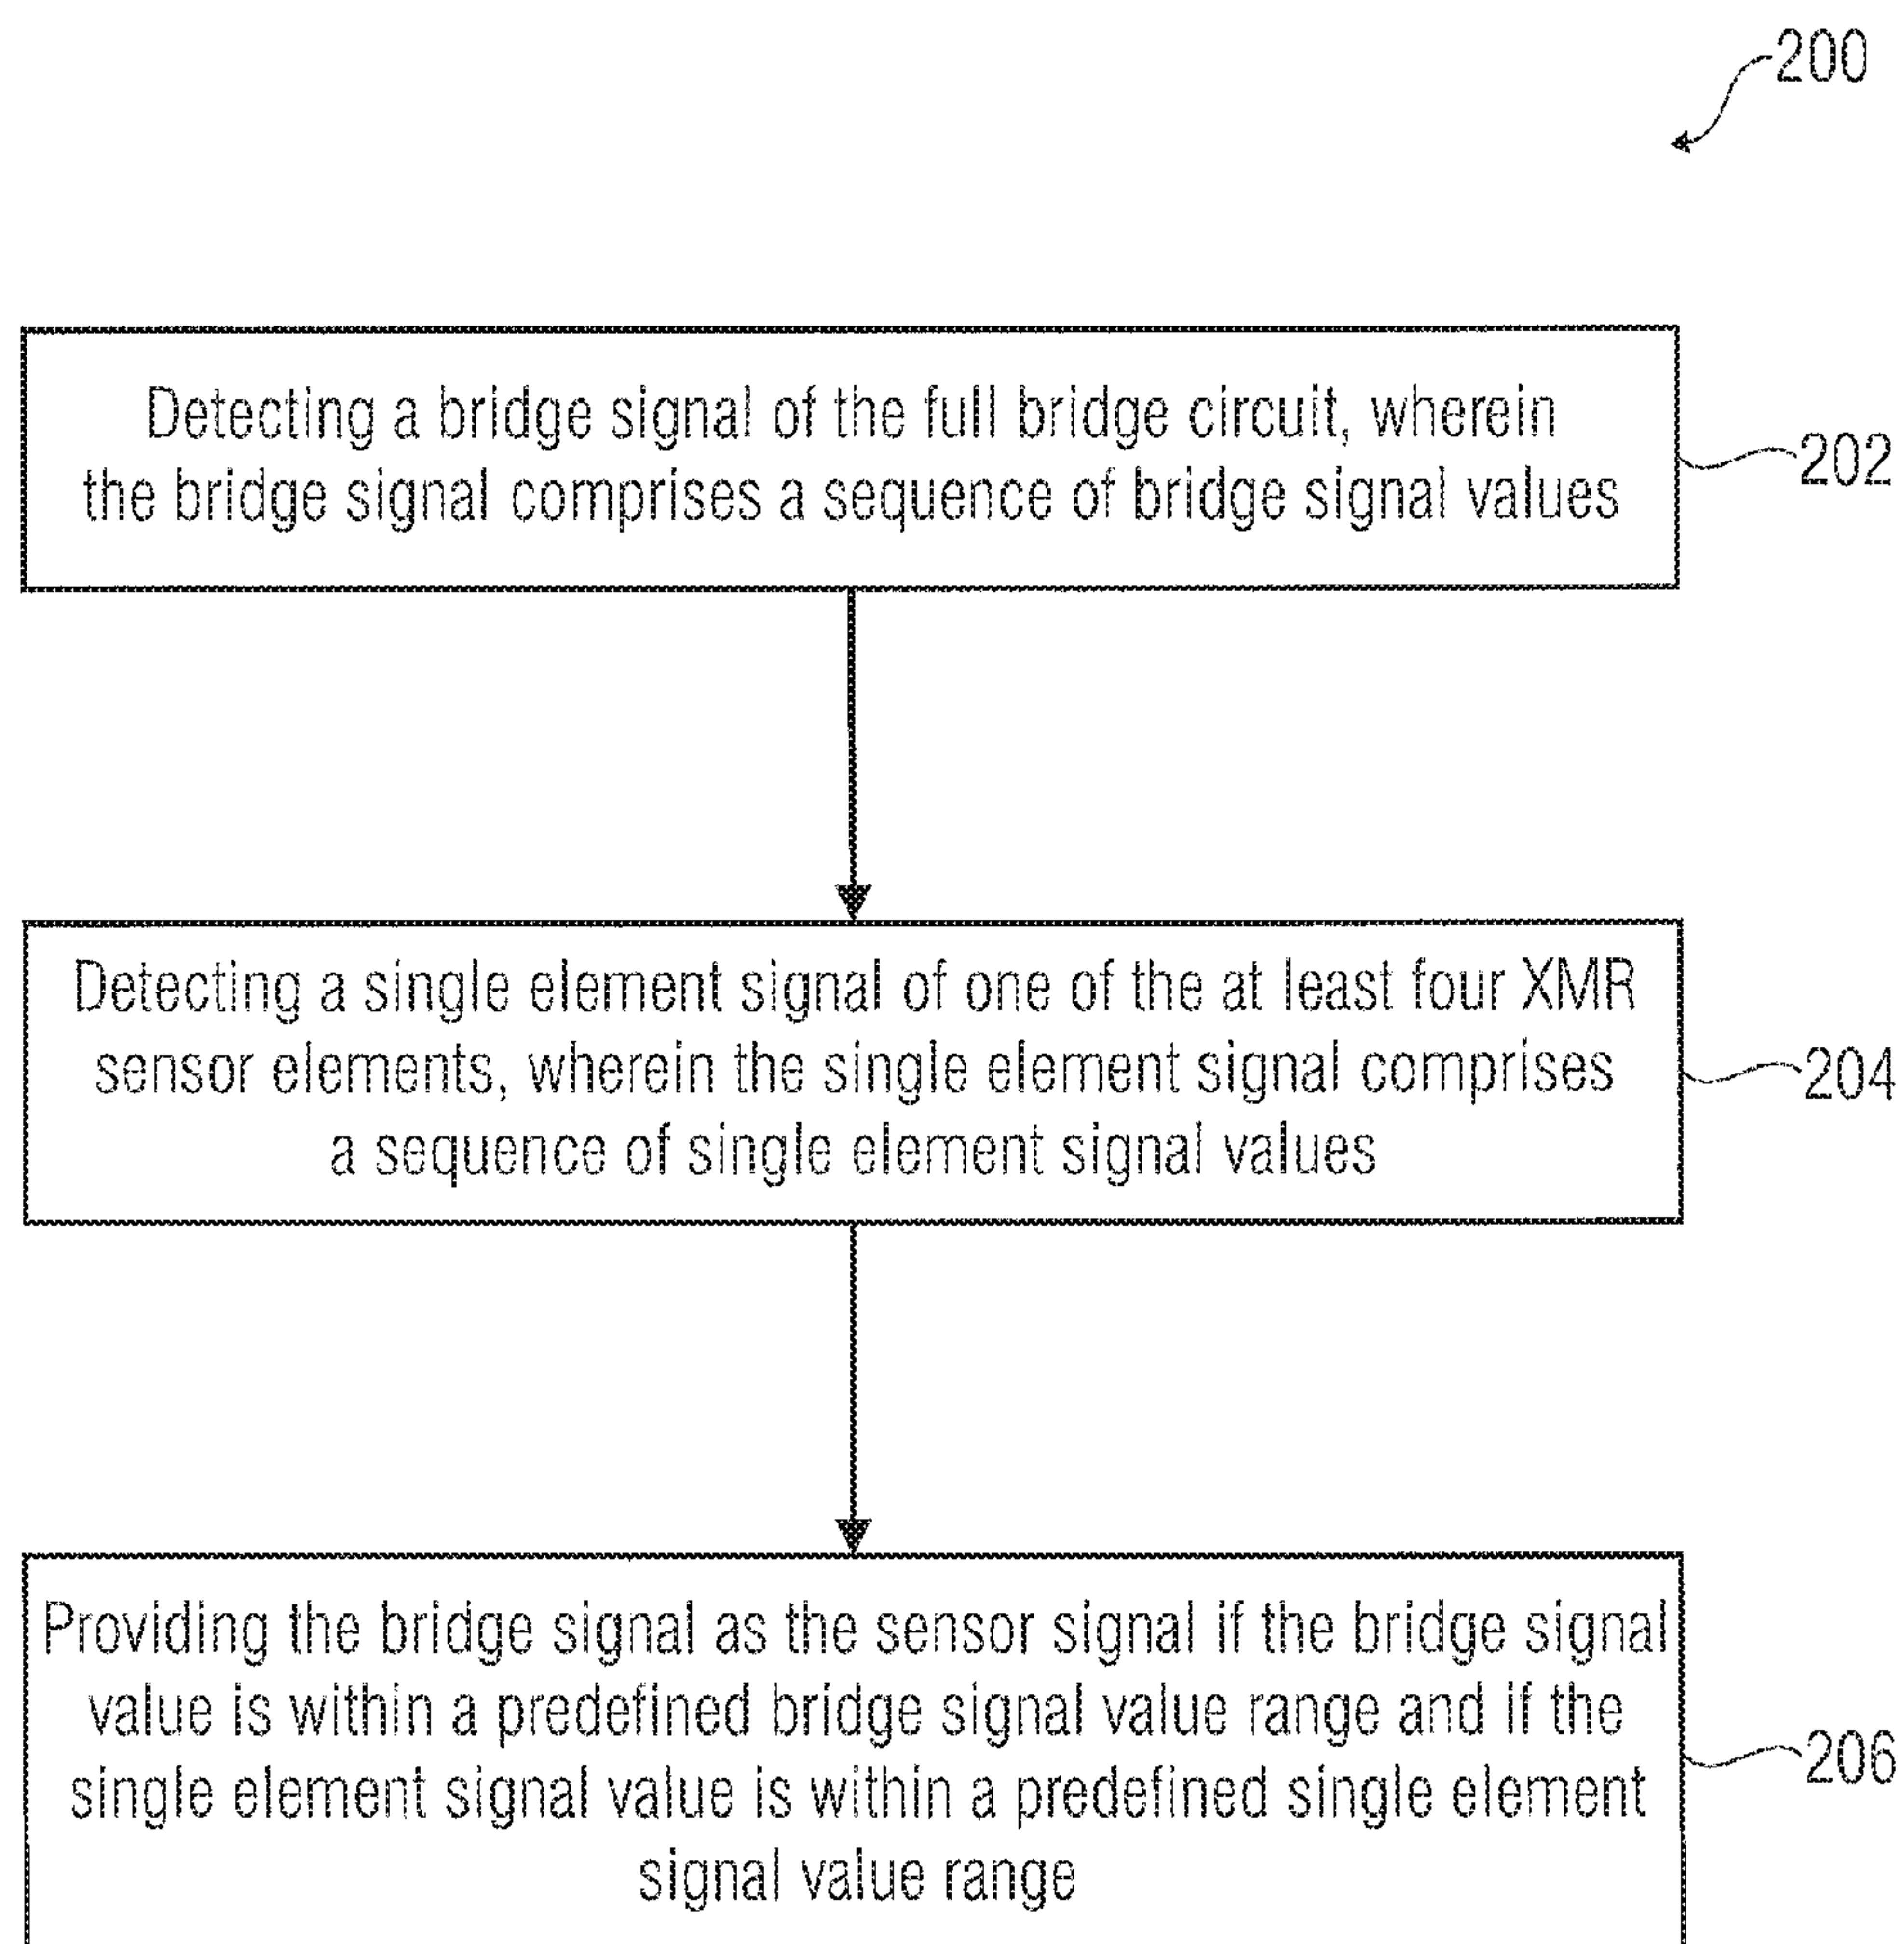 200
Detecting a bridge signal of the full bridge circuit, wherein
the bridge signal comprises a sequence of bridge signal values
202
Detecting a single element signal of one of the at least four XMR
sensor elements, wherein the single element signal comprises
a sequence of single element signal values
204
Providing the bridge signal as the sensor signal if the bridge signal
value is within a predefined bridge signal value range and if the
single element signal value is within a predefined single element
signal value range
206